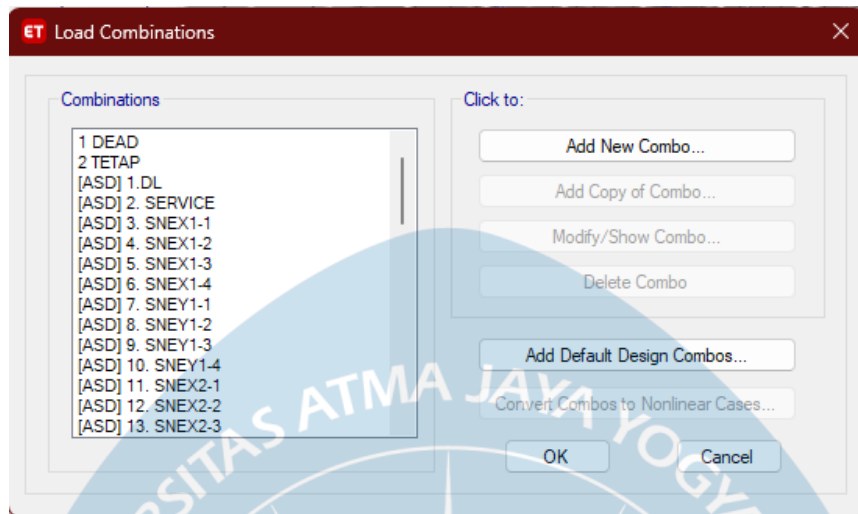 ET Load Combinations
Combinations
1 DEAD
2 TETAP
[ASD] 1.DL
[ASD] 2. SERVICE
[ASD] 3. SNEX1-1
[ASD] 4. SNEX1-2
[ASD] 5. SNEX1-3
[ASD] 6. SNEX1-4
[ASD] 7. SNEY1-1
[ASD] 8. SNEY1-2
[ASD] 9. SNEY1-3
[ASD] 10. SNEY1-4
[ASD] 11. SNEX2-1
[ASD] 12. SNEX2-2
[ASD] 13. SNEX2-3
Click to:
Add New Combo...
Add Copy of Combo...
Modify/Show Combo...
Delete Combo
Add Default Design Combos...
Convert Combos to Nonlinear Cases...
OK Cancel
SITAS ATMA JAYA YOGYA